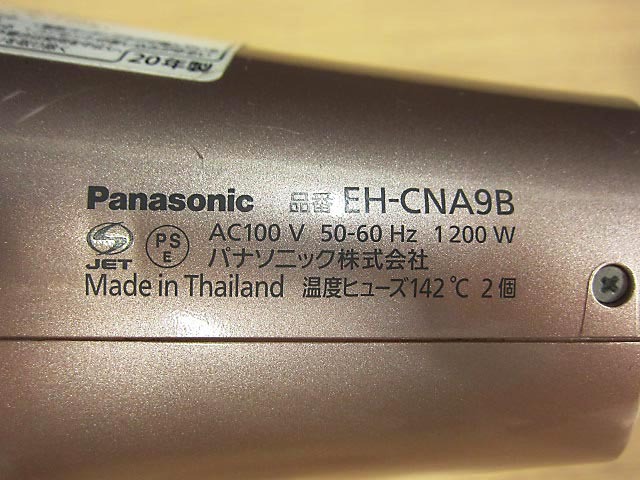 20年製
Panasonic 品番 EH-CNA9B
S JET PS E AC100 V 50-60 Hz 1200 W
パナソニック株式会社
Made in Thailand 温度ヒューズ142℃ 2個